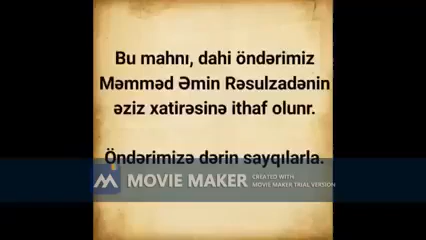 Bu mahnı, dahi öndərimiz
Məmməd Əmin Rəsulzadənin
əziz xatirəsinə ithaf olunr.
Öndərimizə dərin sayqılarla.
MOVIE MAKER
CREATED WITH
MOVIE MAKER TRIAL VERSION